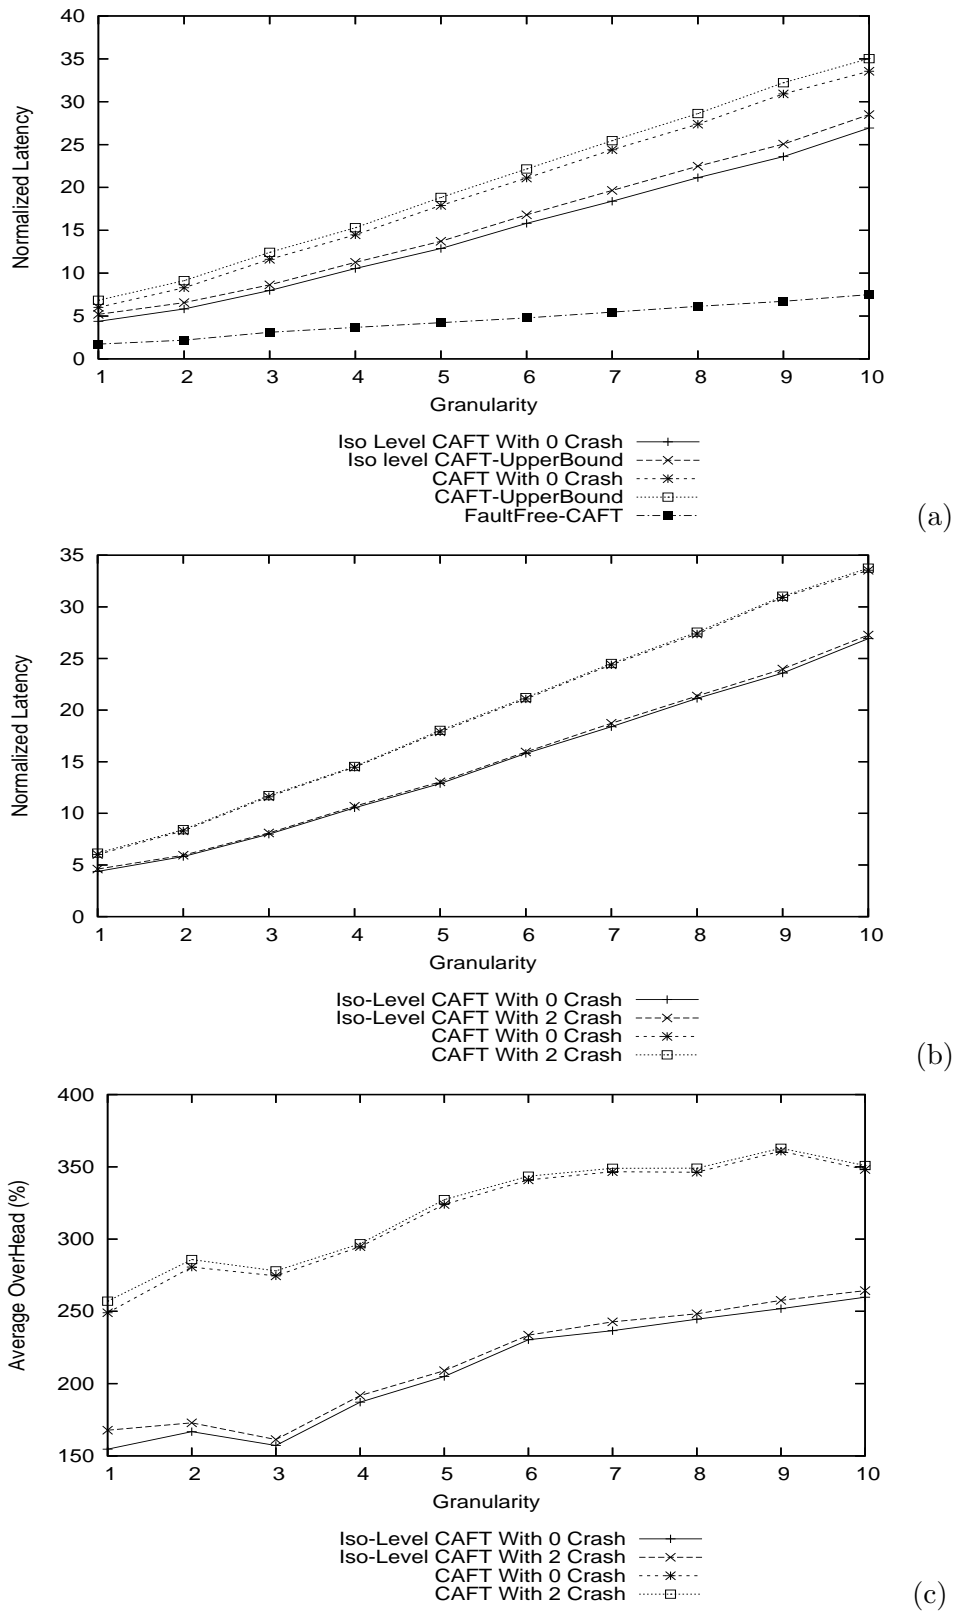 40
35
30
25
20
15
10
5
0
Normalized Latency
1 2 3 4 5 6 7 8 9 10
Granularity
Iso Level CAFT With 0 Crash
Iso level CAFT-UpperBound
CAFT With 0 Crash
CAFT-UpperBound
FaultFree-CAFT
(a)
35
30
25
20
15
10
5
0
Normalized Latency
1 2 3 4 5 6 7 8 9 10
Granularity
Iso-Level CAFT With 0 Crash
Iso-Level CAFT With 2 Crash
CAFT With 0 Crash
CAFT With 2 Crash
(b)
400
350
300
250
200
150
Average OverHead (%)
1 2 3 4 5 6 7 8 9 10
Granularity
Iso-Level CAFT With 0 Crash
Iso-Level CAFT With 2 Crash
CAFT With 0 Crash
CAFT With 2 Crash
(c)